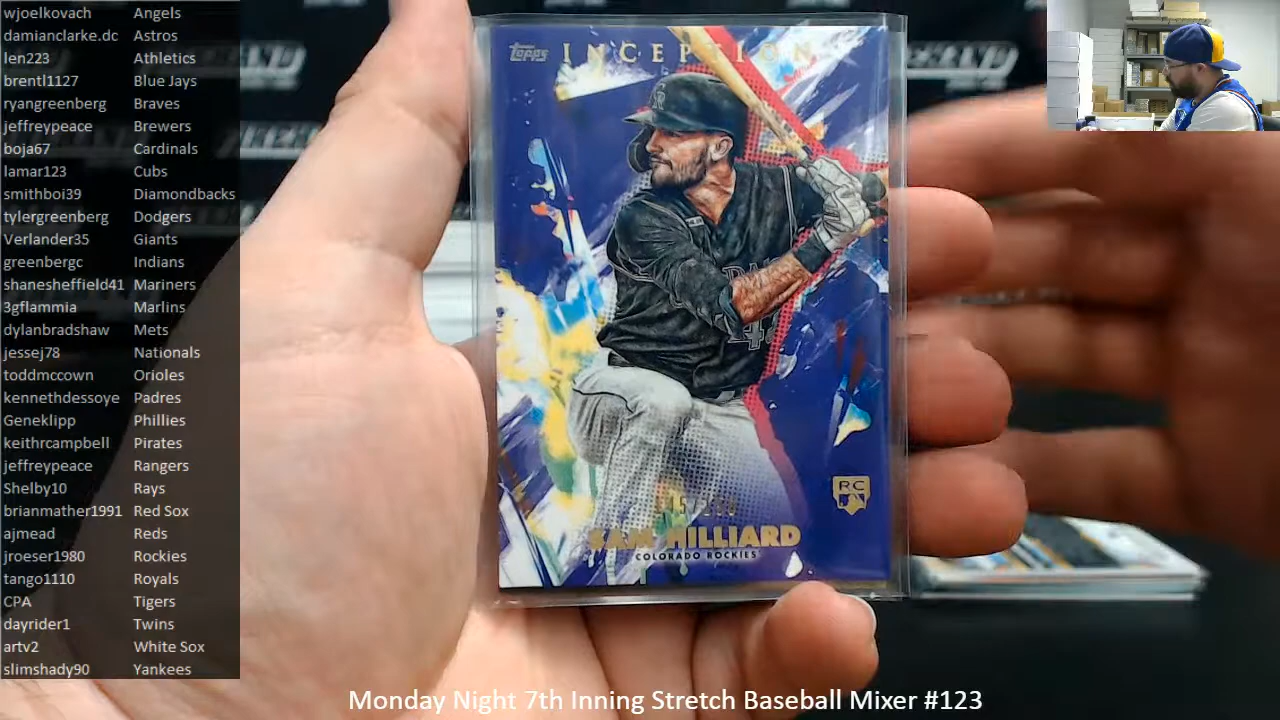 wjoelkovach Angels
damianclarke.dc Astros
len223 Athletics
brentl1127 Blue Jays
ryangreenberg Braves
jeffreypeace Brewers
boja67 Cardinals
lamar123 Cubs
smithboi39 Diamondbacks
tylergreenberg Dodgers
Verlander35 Giants
greenbergc Indians
shanesheffield41 Mariners
3gflammia Marlins
dylanbradshaw Mets
jessej78 Nationals
toddmccown Orioles
kennethdessoye Padres
Geneklipp Phillies
keithrcampbell Pirates
jeffreypeace Rangers
Shelby10 Rays
brianmather1991 Red Sox
ajmead Reds
jroeser1980 Rockies
tango1110 Royals
CPA Tigers
dayrider1 Twins
artv2 White Sox
slimshady90 Yankees
TOPPS INCEPTION
CR
RC
SAM HILLIARD
COLORADO ROCKIES
Monday Night 7th Inning Stretch Baseball Mixer #123